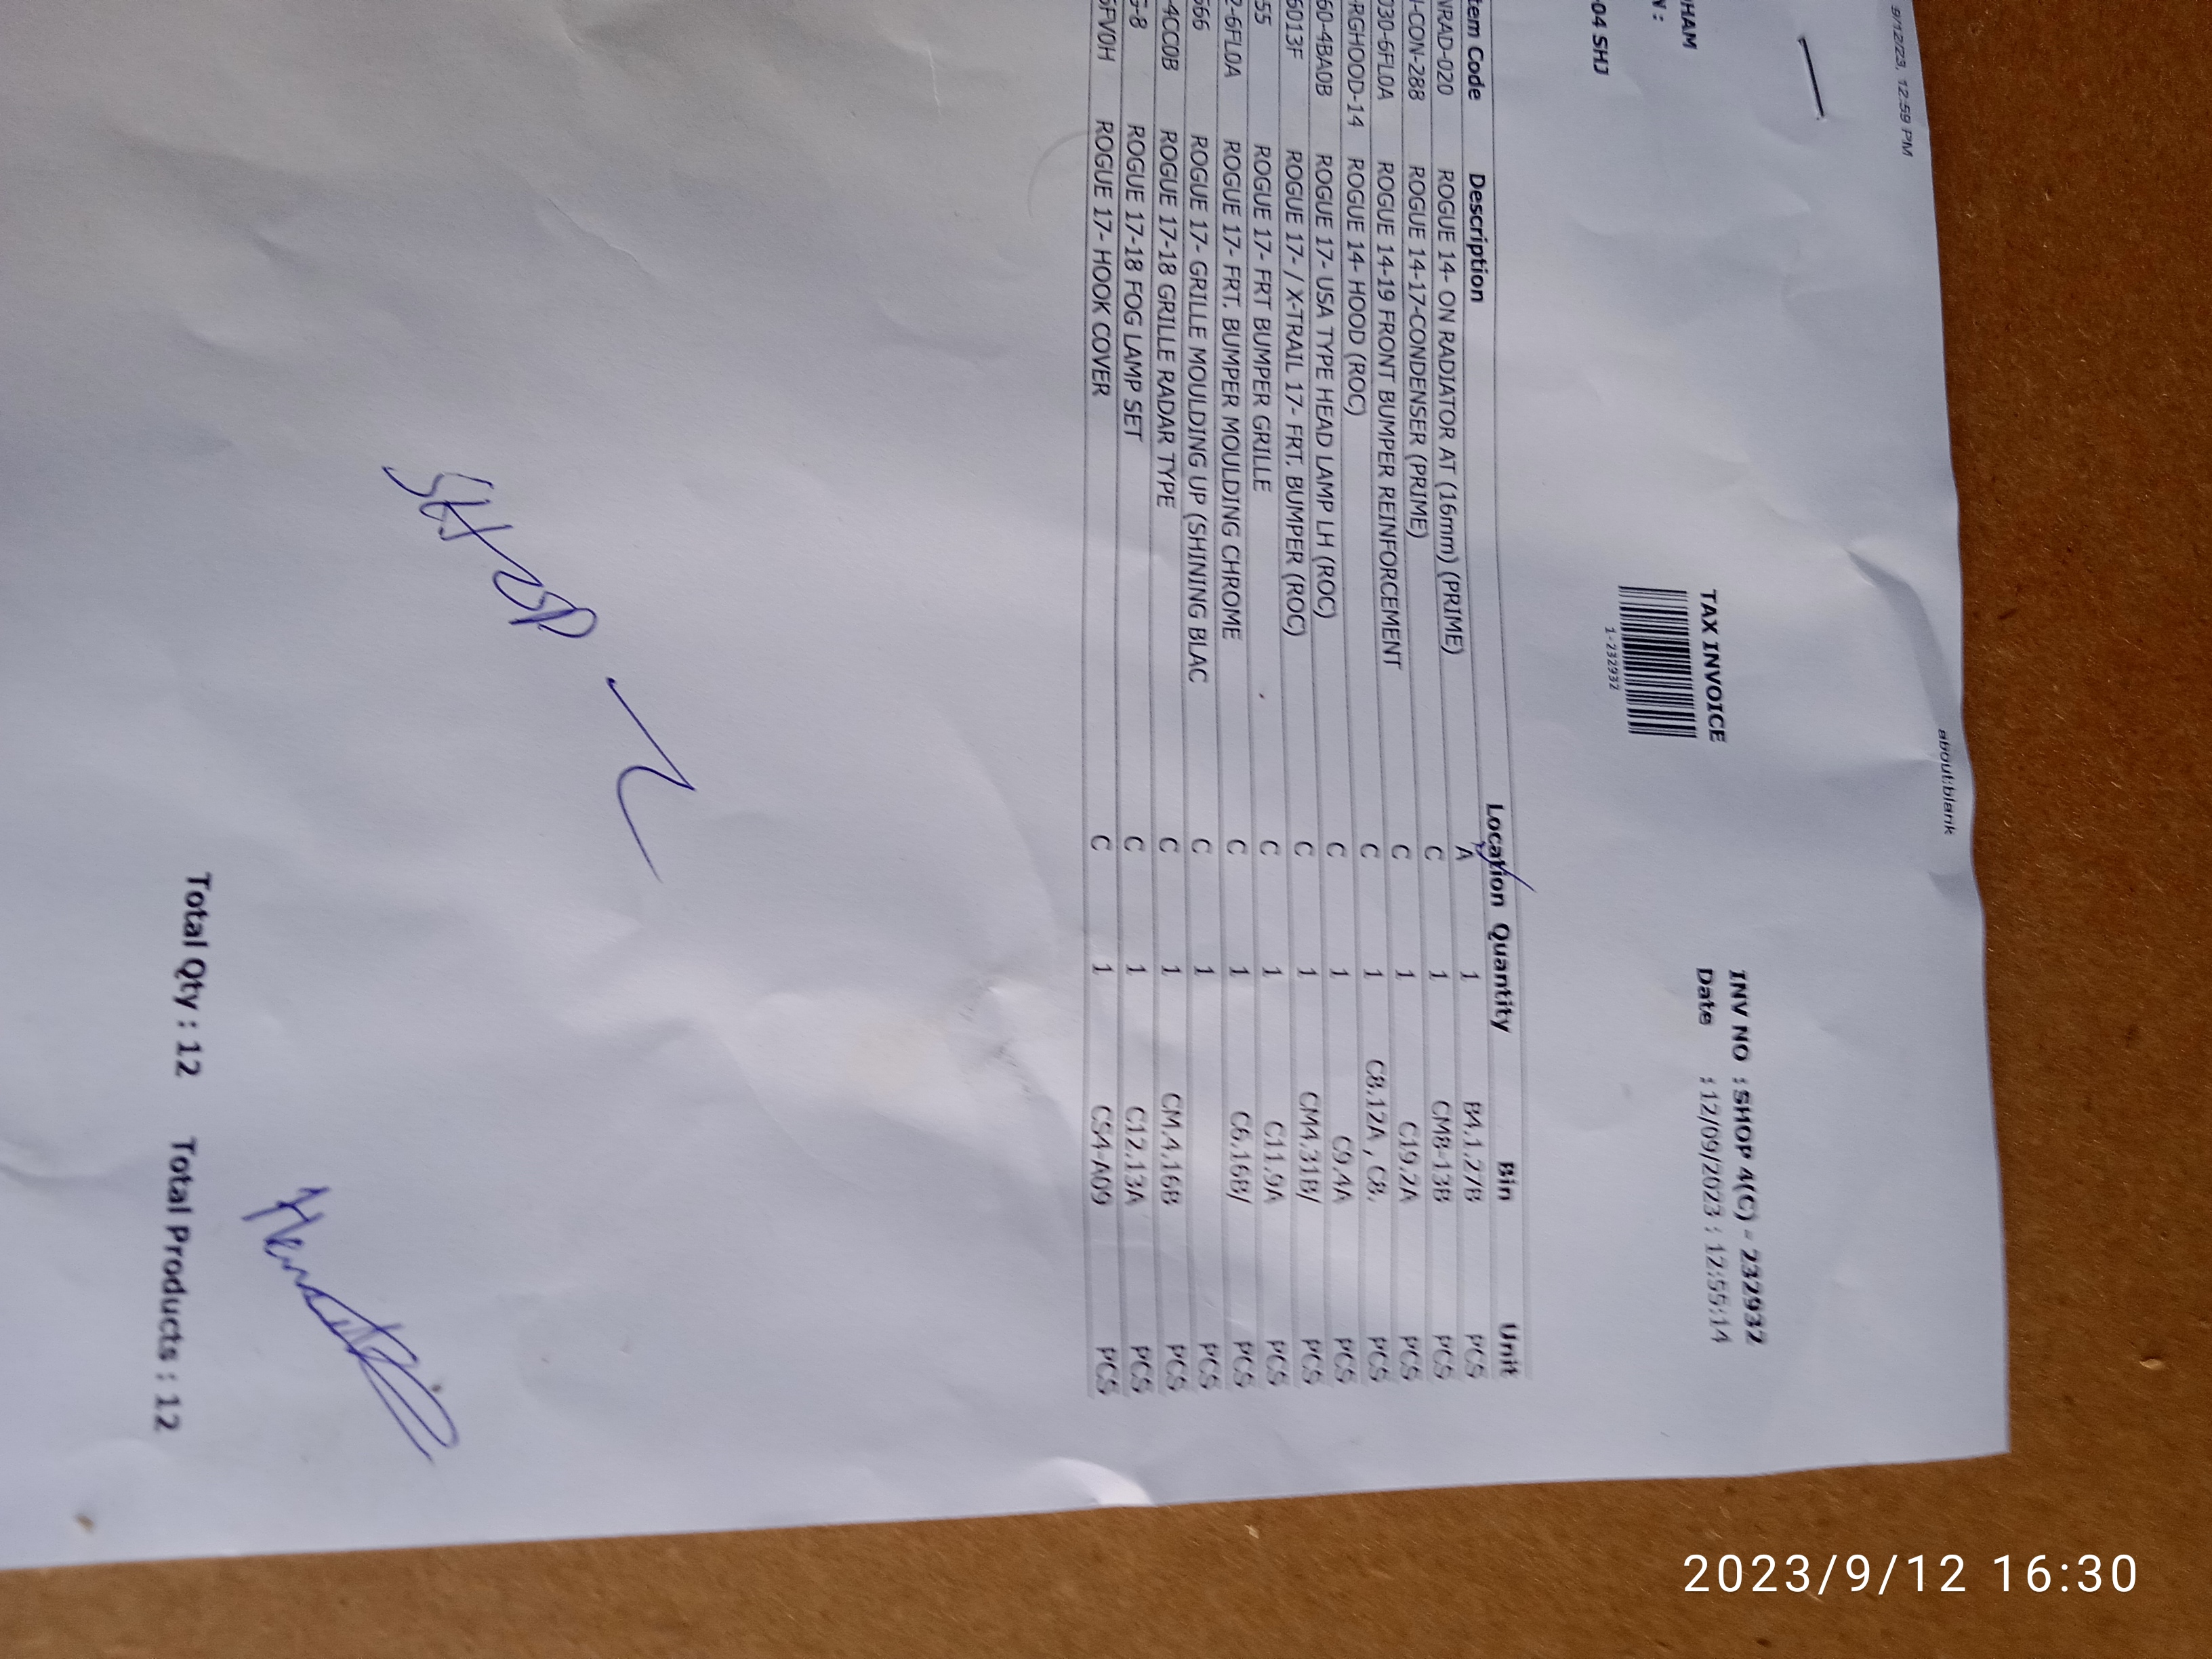 9/12/23, 12:59 PM about:blank
TAX INVOICE
INV NO : SHOP 4(C) - 232932
HAM
Date : 12/09/2023 : 12:55:14
N :
1-232932
04 SHJ
tem Code Description Location Quantity Bin Unit
RAD-020 ROGUE 14- ON RADIATOR AT (16mm) (PRIME) A 1 B4.1.27B PCS
-CON-288 ROGUE 14-17-CONDENSER (PRIME) C 1 CM8-13B PCS
030-6FL0A ROGUE 14-19 FRONT BUMPER REINFORCEMENT C 1 C19.2A PCS
RGHOOD-14 ROGUE 14- HOOD (ROC) C 1 C8.12A , C8. PCS
60-4BA0B ROGUE 17- USA TYPE HEAD LAMP LH (ROC) C 1 C9.4A PCS
6013F ROGUE 17- / X-TRAIL 17- FRT. BUMPER (ROC) C 1 CM4.31B/ PCS
55 ROGUE 17- FRT BUMPER GRILLE C 1 C11.9A PCS
2-6FL0A ROGUE 17- FRT. BUMPER MOULDING CHROME C 1 C6.16B/ PCS
66 ROGUE 17- GRILLE MOULDING UP (SHINING BLAC C 1 PCS
-4CC0B ROGUE 17-18 GRILLE RADAR TYPE C 1 CM.4.16B PCS
-8 ROGUE 17-18 FOG LAMP SET C 1 C12.13A PCS
6FV0H ROGUE 17- HOOK COVER C 1 CS4-A09 PCS
Total Qty : 12 Total Products : 12
2023/9/12 16:30